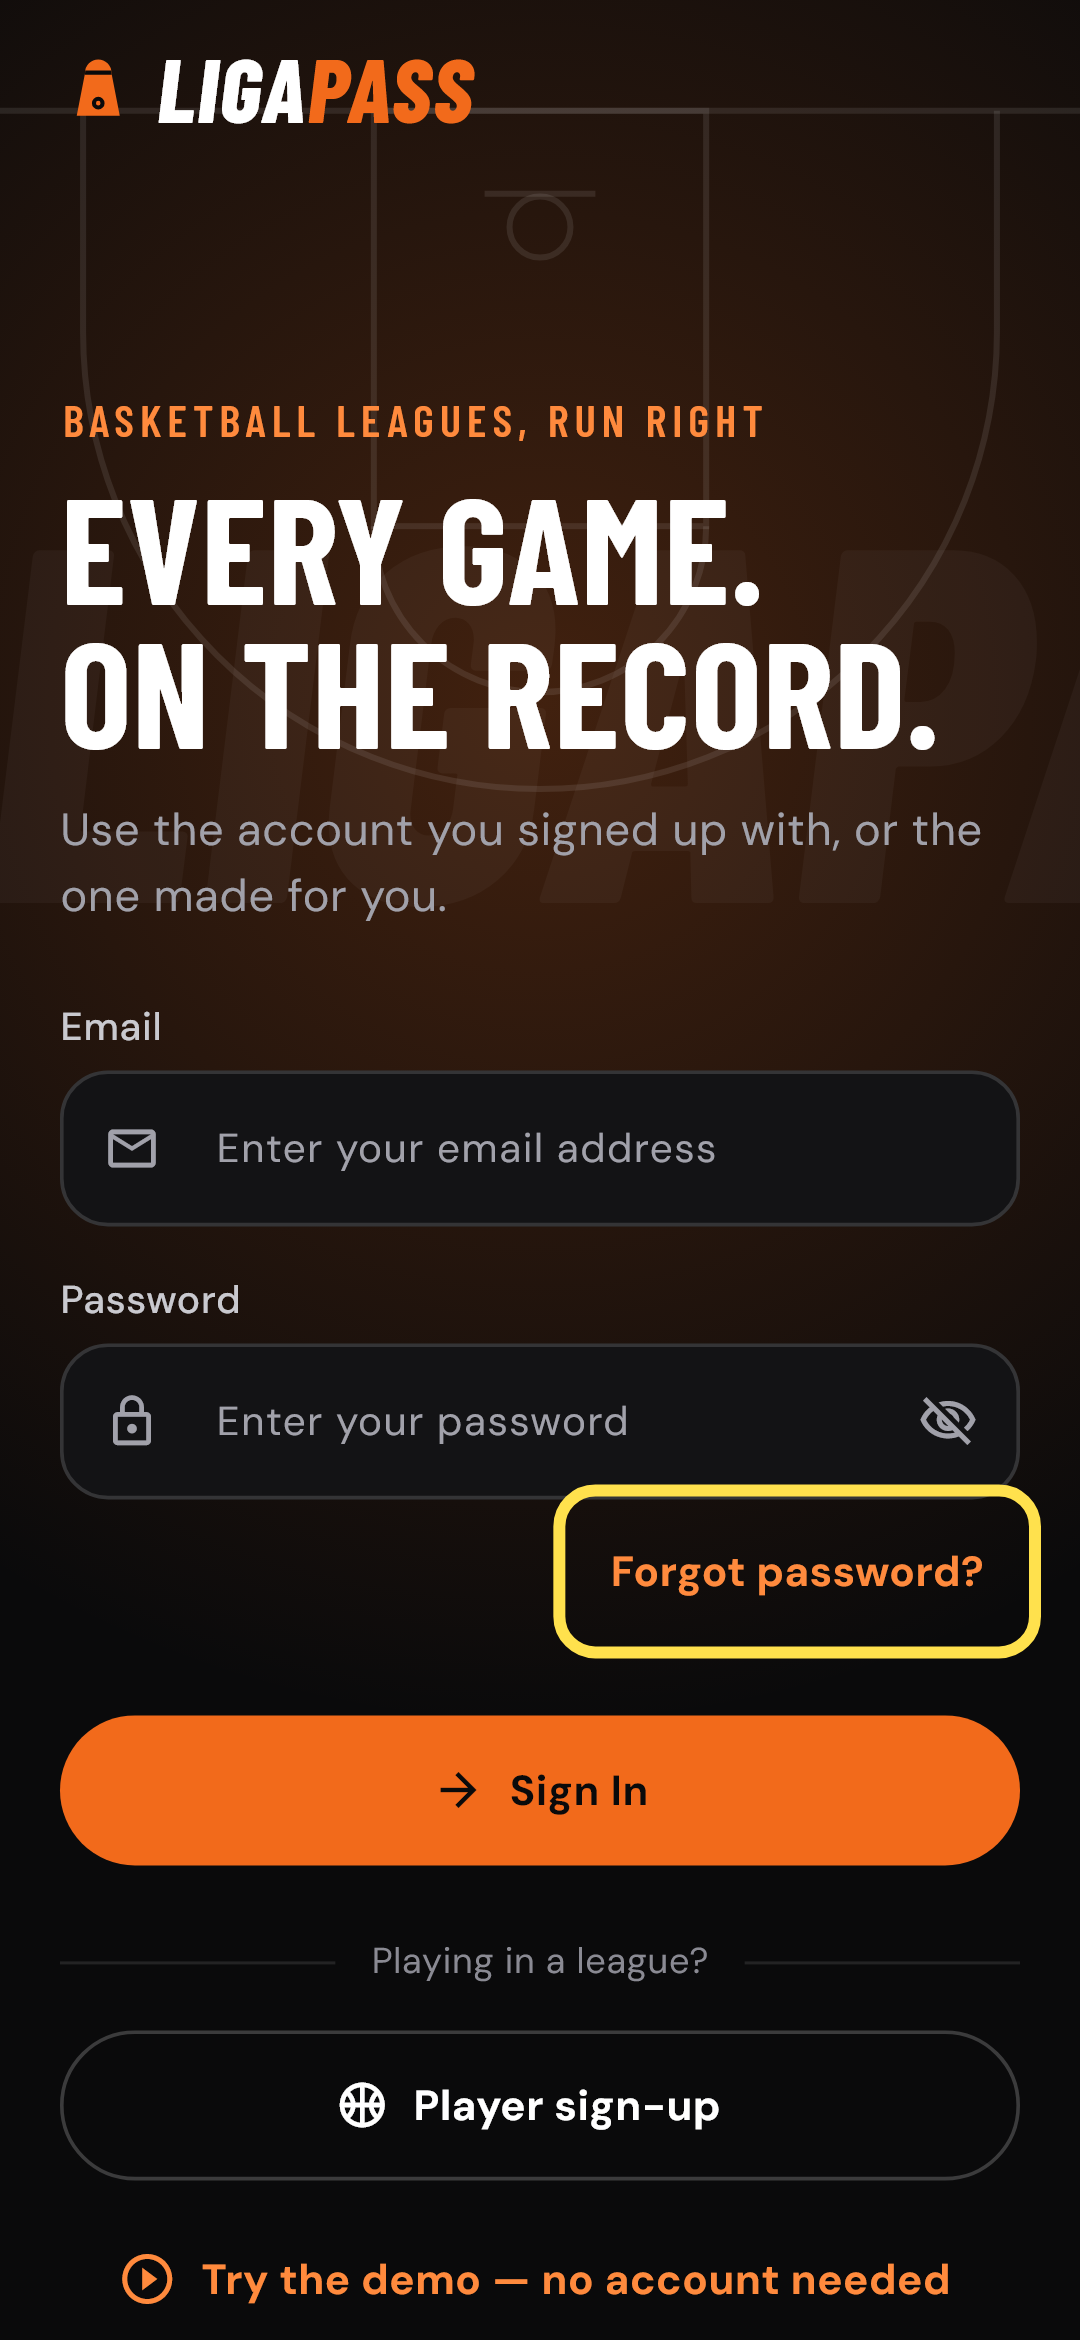 LIGAPASS
BASKETBALL LEAGUES, RUN RIGHT
EVERY GAME.
ON THE RECORD.
Use the account you signed up with, or the
one made for you.
Email
Enter your email address
Password
Enter your password
Forgot password?
Sign In
Playing in a league?
Player sign-up
Try the demo — no account needed